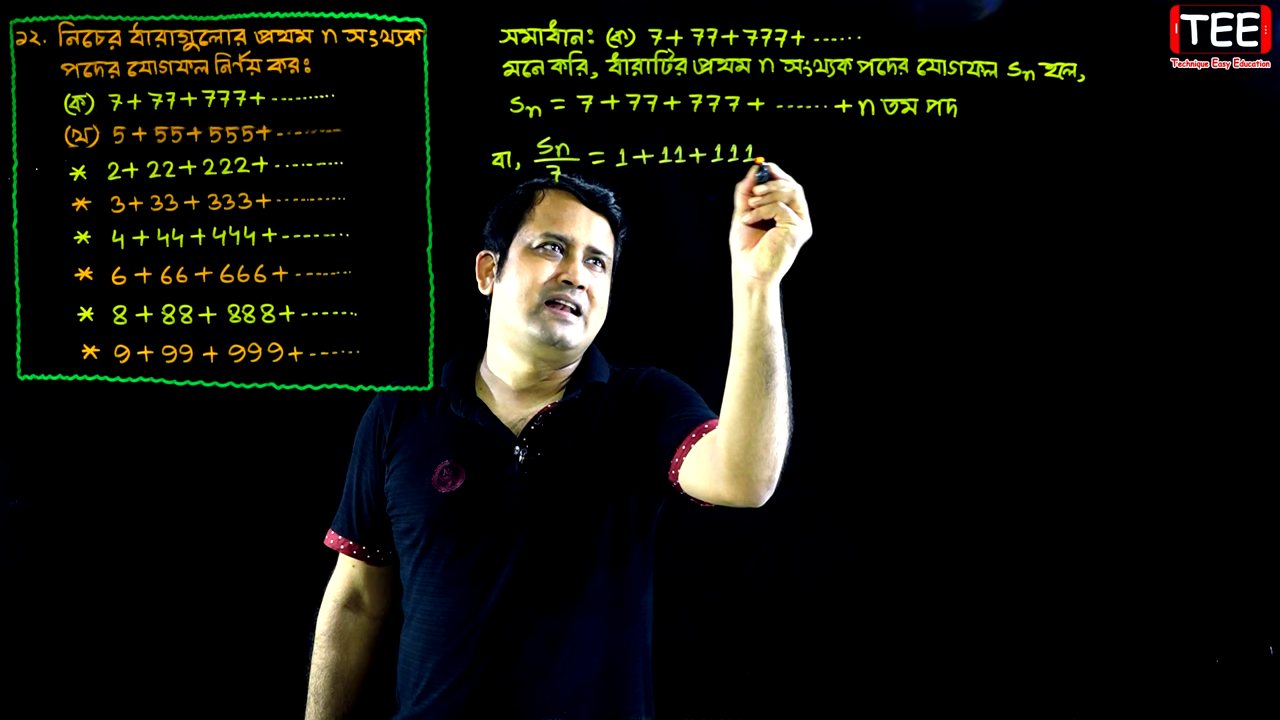 ১২. নিচের ধারাগুলোর প্রথম n সংখ্যক
পদের যোগফল নির্ণয় কর:
(ক) 7+77+777+..........
(খ) 5+55+555+..........
* 2+22+222+..........
* 3+33+333+..........
* 4+44+444+..........
* 6+66+666+........
* 8+88+888+........
* 9+99+999+........
সমাধান: (ক) 7+77+777+......
মনে করি, ধারাটির প্রথম n সংখ্যক পদের যোগফল Sn হলে,
Sn = 7+77+777+ ...... +n তম পদ
বা, Sn/7 = 1+11+111
TEE
Technique Easy Education